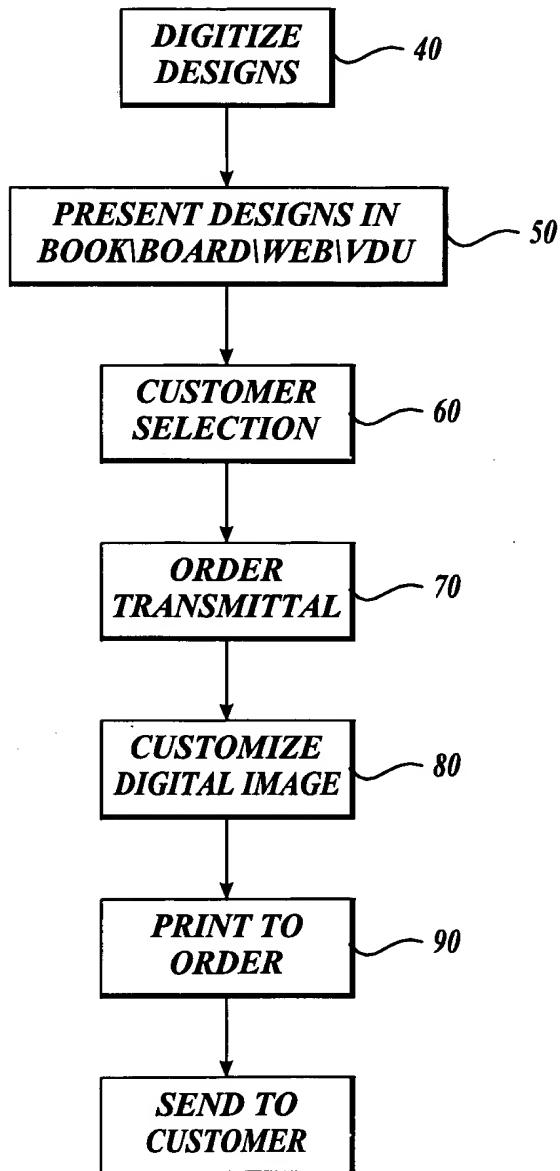 DIGITIZE
DESIGNS
40
PRESENT DESIGNS IN
BOOK\BOARD\WEB\VDU
50
CUSTOMER
SELECTION
60
ORDER
TRANSMITTAL
70
CUSTOMIZE
DIGITAL IMAGE
80
PRINT TO
ORDER
90
SEND TO
CUSTOMER